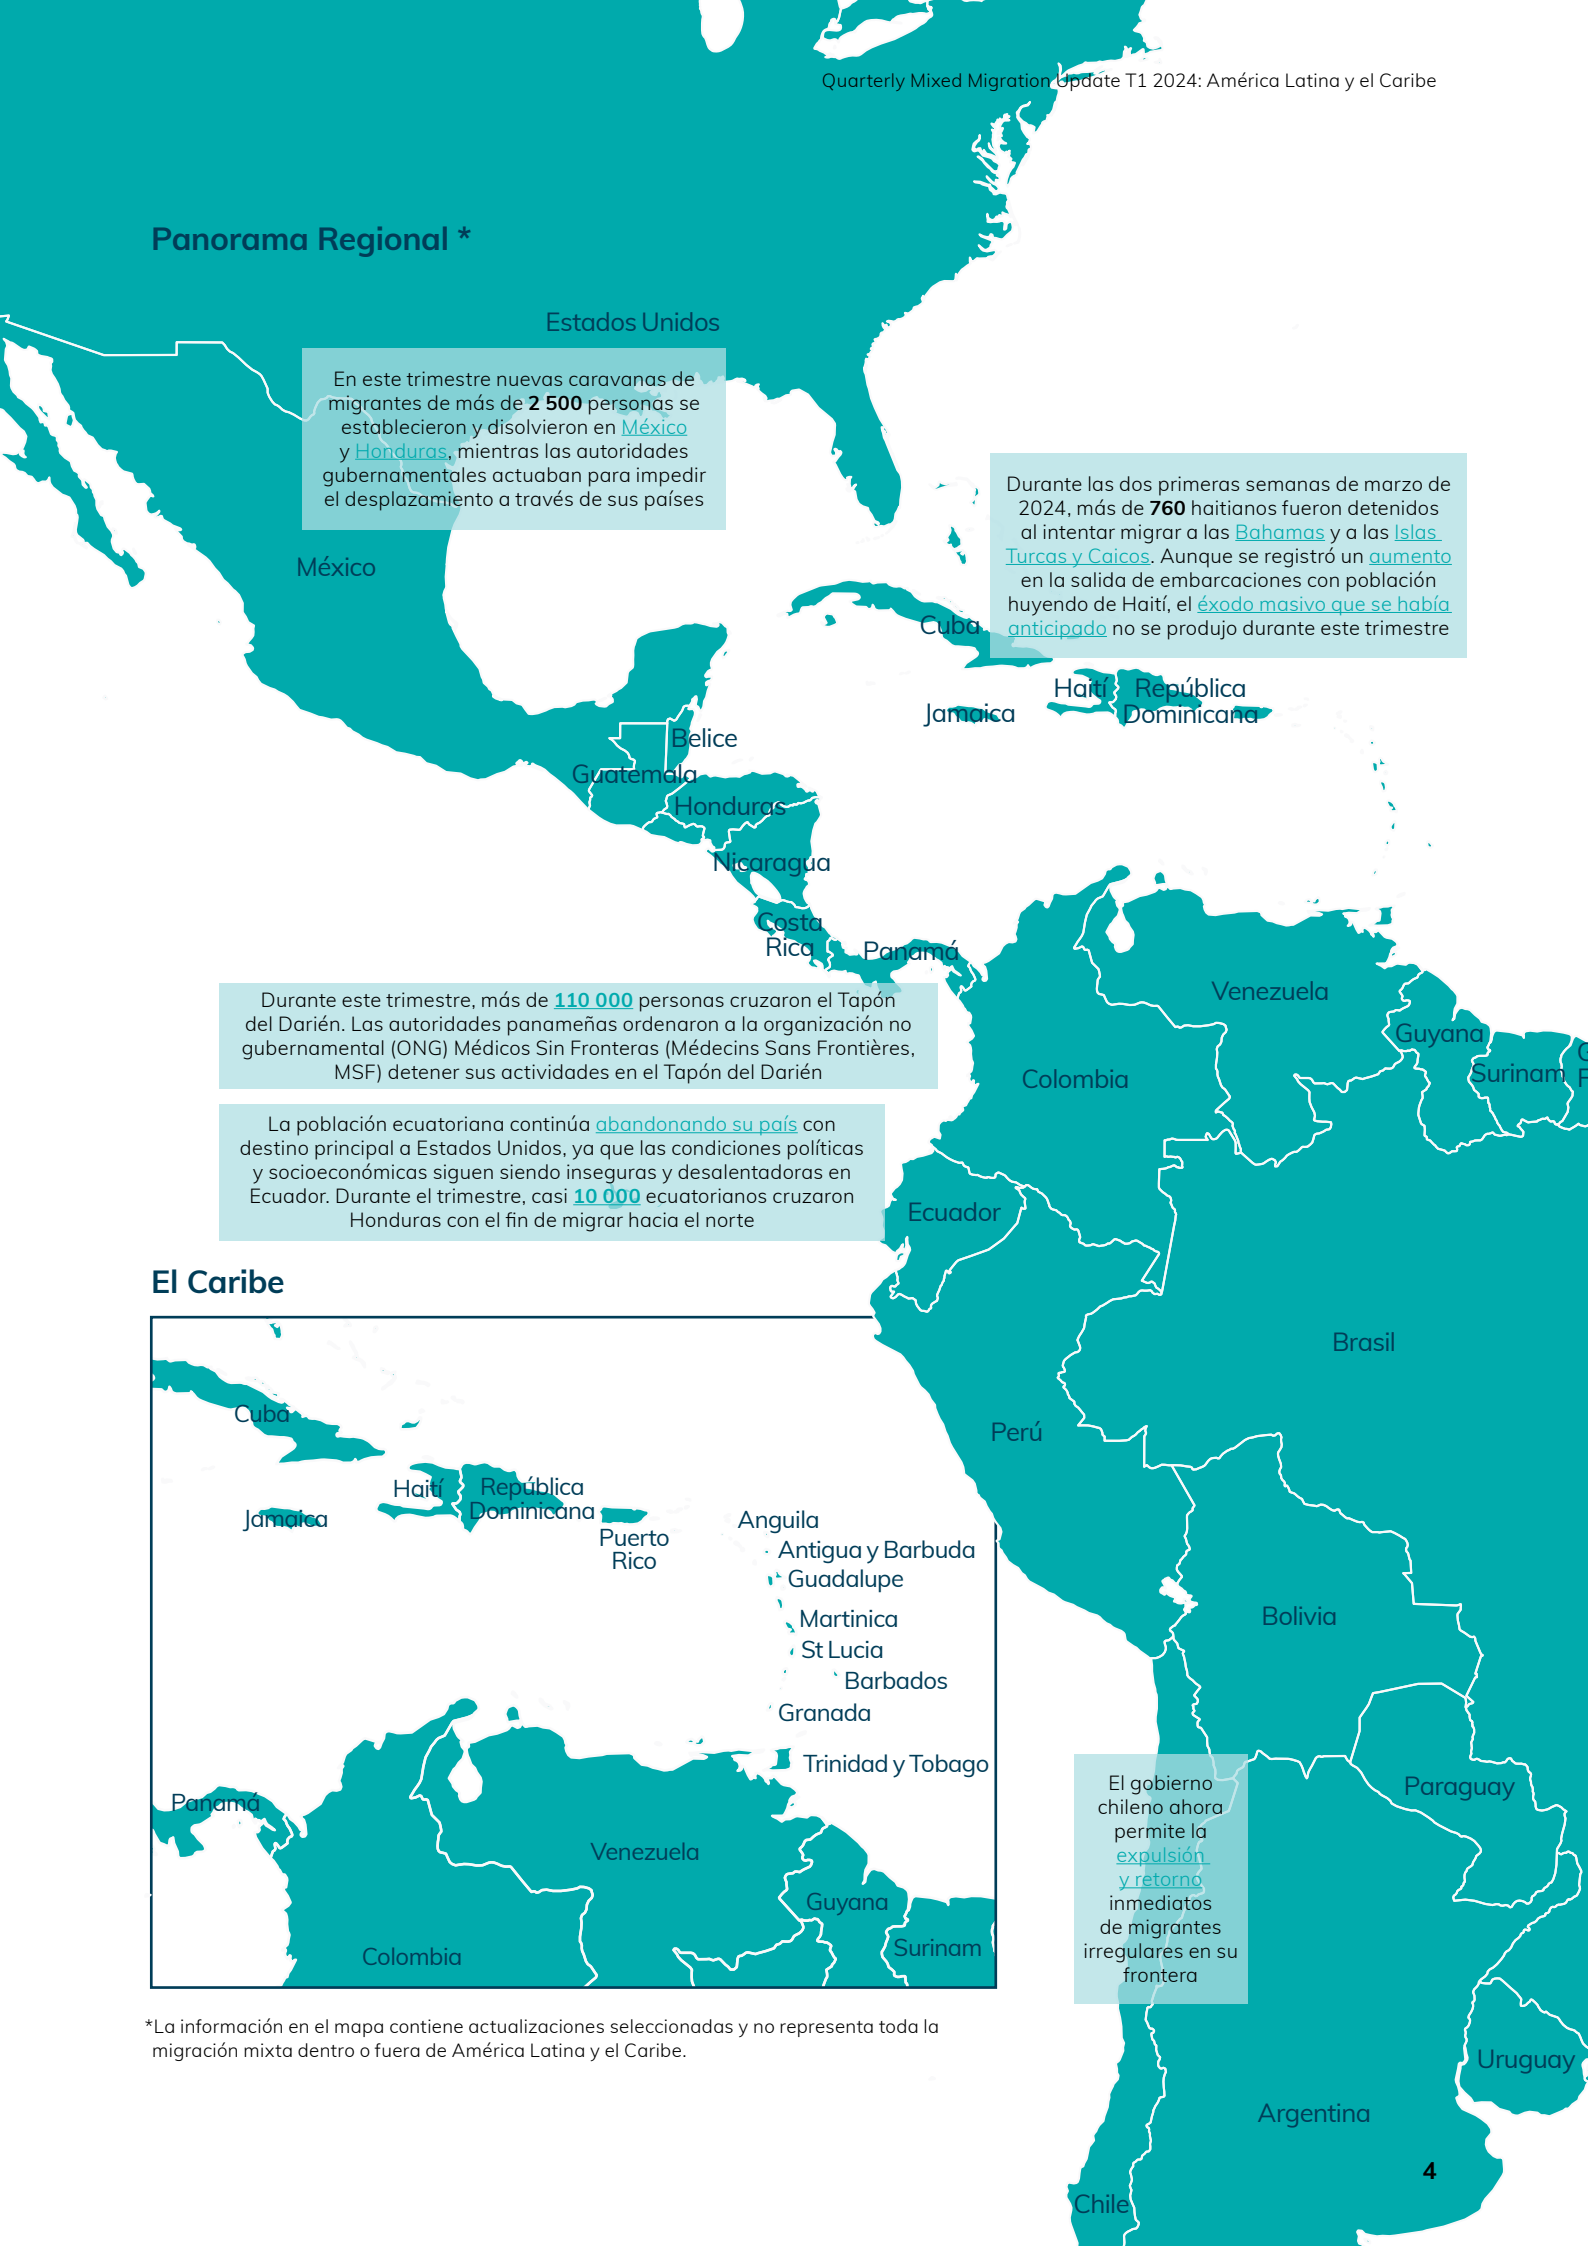 Quarterly Mixed Migration Update T1 2024: América Latina y el Caribe
Panorama Regional *
Estados Unidos
En este trimestre nuevas caravanas de
migrantes de más de 2 500 personas se
establecieron y disolvieron en México
y Honduras, mientras las autoridades
gubernamentales actuaban para impedir
el desplazamiento a través de sus países
Durante las dos primeras semanas de marzo de
2024, más de 760 haitianos fueron detenidos
al intentar migrar a las Bahamas y a las Islas
Turcas y Caicos. Aunque se registró un aumento
en la salida de embarcaciones con población
huyendo de Haití, el éxodo masivo que se había
anticipado no se produjo durante este trimestre
México
Cuba
Haití
República
Dominicana
Jamaica
Belice
Guatemala
Honduras
Nicaragua
Costa
Rica
Panamá
Venezuela
Guyana
Surinam
G
F
Colombia
Durante este trimestre, más de 110 000 personas cruzaron el Tapón
del Darién. Las autoridades panameñas ordenaron a la organización no
gubernamental (ONG) Médicos Sin Fronteras (Médecins Sans Frontières,
MSF) detener sus actividades en el Tapón del Darién
La población ecuatoriana continúa abandonando su país con
destino principal a Estados Unidos, ya que las condiciones políticas
y socioeconómicas siguen siendo inseguras y desalentadoras en
Ecuador. Durante el trimestre, casi 10 000 ecuatorianos cruzaron
Honduras con el fin de migrar hacia el norte
Ecuador
Brasil
Perú
Bolivia
Paraguay
El gobierno
chileno ahora
permite la
expulsión
y retorno
inmediatos
de migrantes
irregulares en su
frontera
Uruguay
Argentina
Chile
El Caribe
Cuba
Haití
República
Dominicana
Jamaica
Puerto
Rico
Anguila
Antigua y Barbuda
Guadalupe
Martinica
St Lucia
Barbados
Granada
Trinidad y Tobago
Panamá
Venezuela
Guyana
Surinam
Colombia
*La información en el mapa contiene actualizaciones seleccionadas y no representa toda la
migración mixta dentro o fuera de América Latina y el Caribe.
4